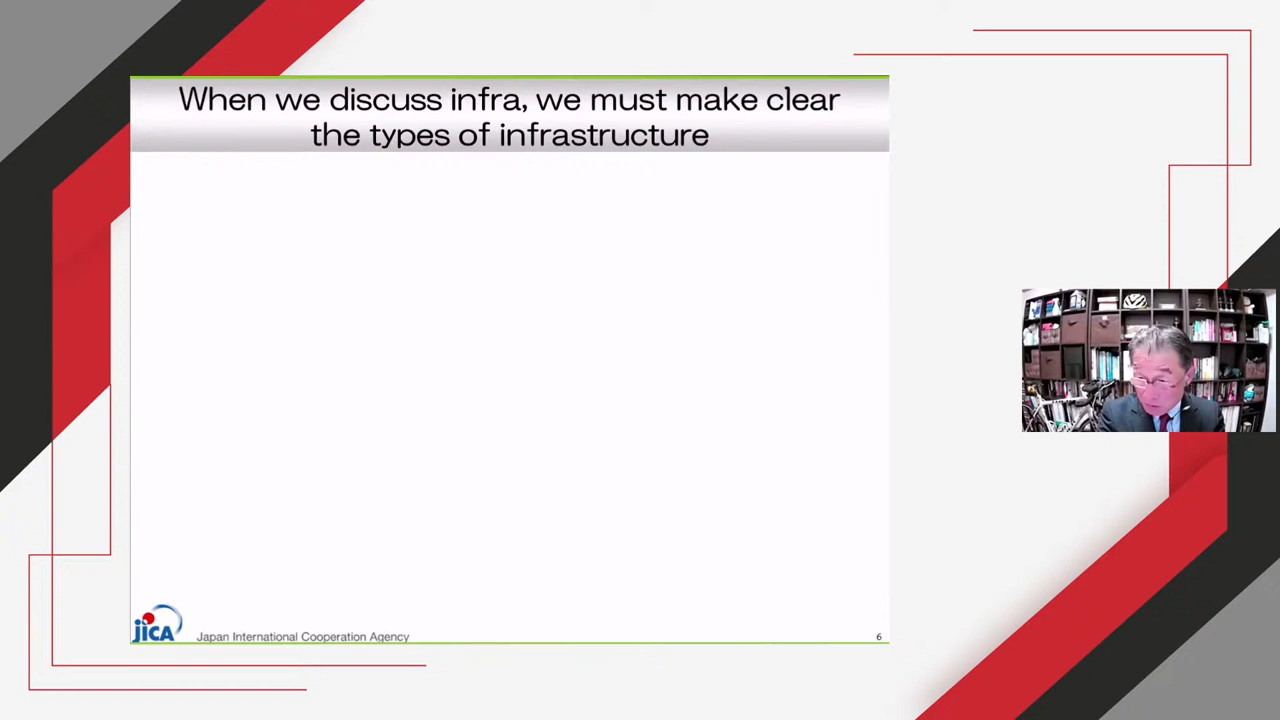 When we discuss infra, we must make clear
the types of infrastructure
JICA
Japan International Cooperation Agency
6